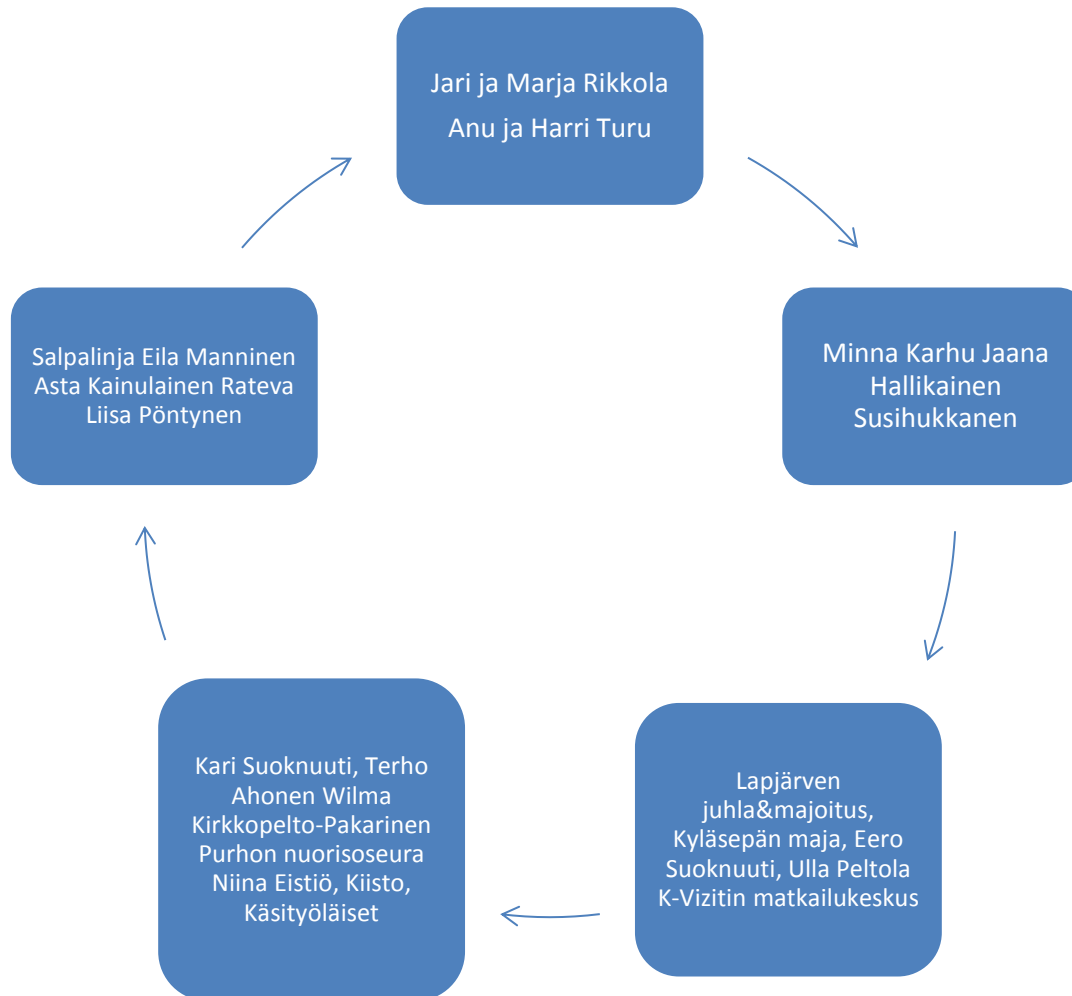 Jari ja Marja Rikkola
Anu ja Harri Turu
Minna Karhu Jaana
Hallikainen
Susihukkanen
Lapjärven
juhla&majoitus,
Kyläsepän maja, Eero
Suoknuuti, Ulla Peltola
K-Vizitin matkailukeskus
Kari Suoknuuti, Terho
Ahonen Wilma
Kirkkopelto-Pakarinen
Purhon nuorisoseura
Niina Eistiö, Kiisto,
Käsityöläiset
Salpalinja Eila Manninen
Asta Kainulainen Rateva
Liisa Pöntynen